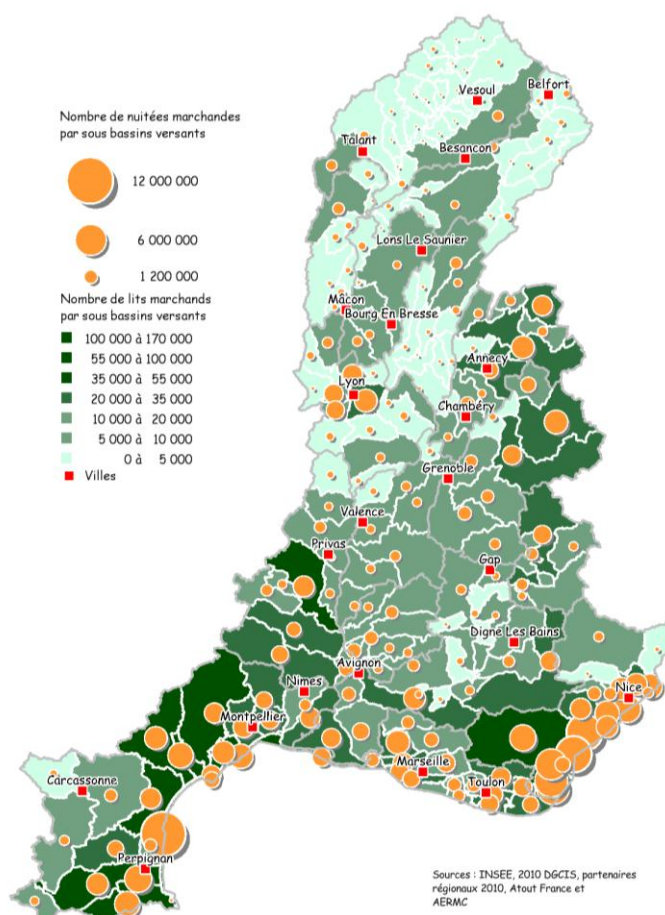 Nombre de nuitées marchandes
par sous bassins versants
12 000 000
6 000 000
1 200 000
Nombre de lits marchands
par sous bassins versants
100 000 à 170 000
55 000 à 100 000
35 000 à 55 000
20 000 à 35 000
10 000 à 20 000
5 000 à 10 000
0 à 5 000
Villes
Vesoul
Belfort
Talant
Besançon
Lons Le Saunier
Mâcon
Bourg En Bresse
Annecy
Lyon
Chambéry
Grenoble
Valence
Privas
Gap
Digne Les Bains
Avignon
Nîmes
Nice
Montpellier
Marseille
Carcassonne
Toulon
Perpignan
Sources : INSEE, 2010 DGCIS, partenaires
régionaux 2010, Atout France et
AERMC